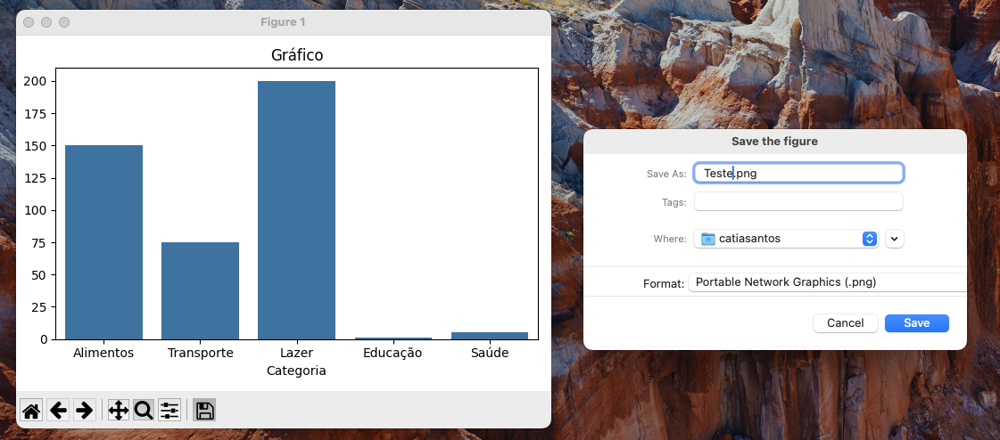 Figure 1
Gráfico
200
175
150
125
100
75
50
25
0
Alimentos Transporte Lazer Educação Saúde
Categoria
Save the figure
Save As: Teste.png
Tags:
Where: catiasantos
Format: Portable Network Graphics (.png)
Cancel Save